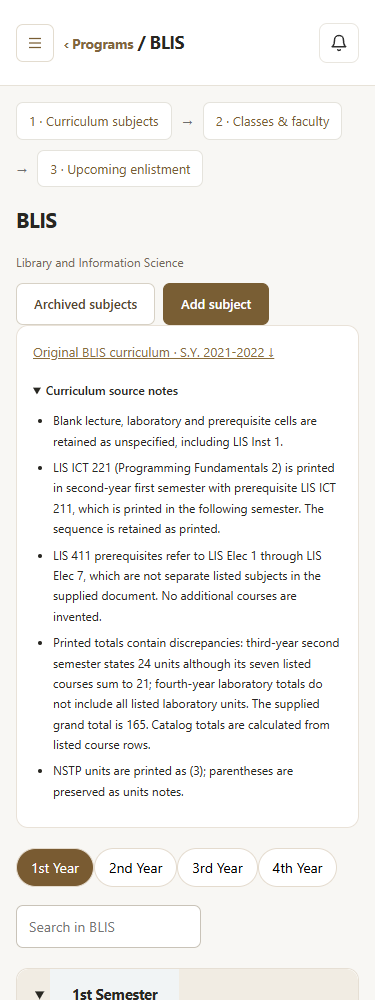 ‹ Programs / BLIS
1 · Curriculum subjects → 2 · Classes & faculty
→ 3 · Upcoming enlistment
BLIS
Library and Information Science
Archived subjects Add subject
Original BLIS curriculum · S.Y. 2021-2022 ↓
▼ Curriculum source notes
• Blank lecture, laboratory and prerequisite cells are
retained as unspecified, including LIS Inst 1.
• LIS ICT 221 (Programming Fundamentals 2) is printed
in second-year first semester with prerequisite LIS ICT
211, which is printed in the following semester. The
sequence is retained as printed.
• LIS 411 prerequisites refer to LIS Elec 1 through LIS
Elec 7, which are not separate listed subjects in the
supplied document. No additional courses are
invented.
• Printed totals contain discrepancies: third-year second
semester states 24 units although its seven listed
courses sum to 21; fourth-year laboratory totals do
not include all listed laboratory units. The supplied
grand total is 165. Catalog totals are calculated from
listed course rows.
• NSTP units are printed as (3); parentheses are
preserved as units notes.
1st Year 2nd Year 3rd Year 4th Year
Search in BLIS
▼ 1st Semester